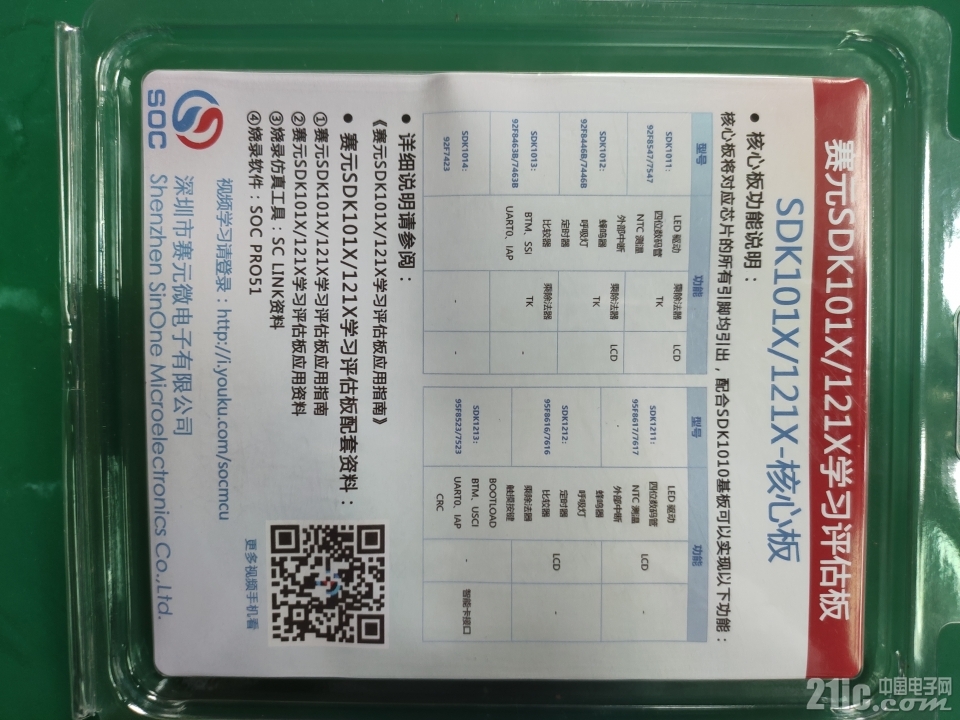 赛元SDK101X/121X学习评估板
SDK101X/121X-核心板
● 核心板功能说明：
核心板将对应芯片的所有引脚均引出，配合SDK1010基板可以实现以下功能：
型号 功能
SDK1011:
92F8547/7547
SDK1012:
92F8446B/7446B
SDK1013:
92F8463B/7463B
SDK1014:
92F7423
LED 驱动
四位数码管
NTC 测温
外部中断
蜂鸣器
呼吸灯
定时器
比较器
BTM、SSI
UART0、IAP
乘除法器
TK
LCD
乘除法器
TK
LCD
乘除法器
TK
-
-
-
型号 功能
SDK1211:
95F8617/7617
SDK1212:
95F8616/7616
SDK1213:
95F8523/7523
LED 驱动
四位数码管
NTC 测温
外部中断
蜂鸣器
呼吸灯
定时器
比较器
乘除法器
触摸按键
BOOTLOAD
BTM、USCI
UART0、IAP
CRC
LCD
-
LCD
-
-
智能卡接口
● 详细说明请参阅：
《赛元SDK101X/121X学习评估板应用指南》
● 赛元SDK101X/121X学习评估板配套资料：
①赛元SDK101X/121X学习评估板应用指南
②赛元SDK101X/121X学习评估板应用资料
③烧录仿真工具：SC LINK资料
④烧录软件：SOC PRO51
视频学习请登录：http://i.youku.com/socmcu
更多视频手机看
SOC
深圳市赛元微电子有限公司
Shenzhen SinOne Microelectronics Co.,Ltd.
21ic中国电子网
.com